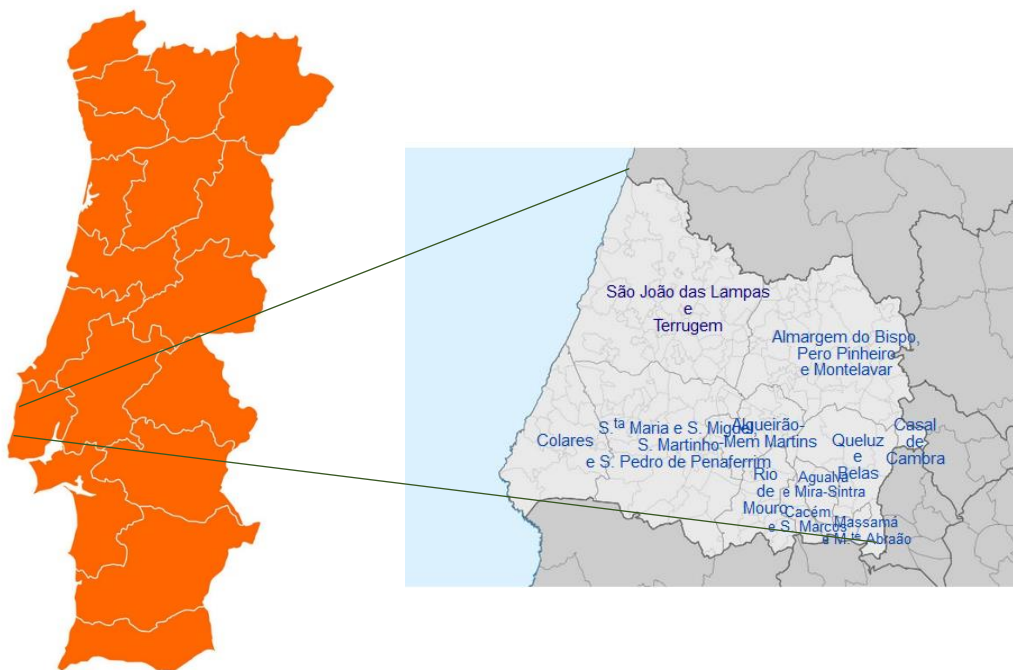 São João das Lampas
e
Terrugem
Almargem do Bispo,
Pero Pinheiro
e Montelavar
Colares
S.ta Maria e S. Miguel,
S. Martinho
e S. Pedro de Penaferrim
Algueirão-
Mem Martins
Queluz
e
Belas
Casal
de
Cambra
Rio
de
Mouro
Agualva
e Mira-Sintra
Cacém
e S. Marcos
Massamá
e M.te Abraão